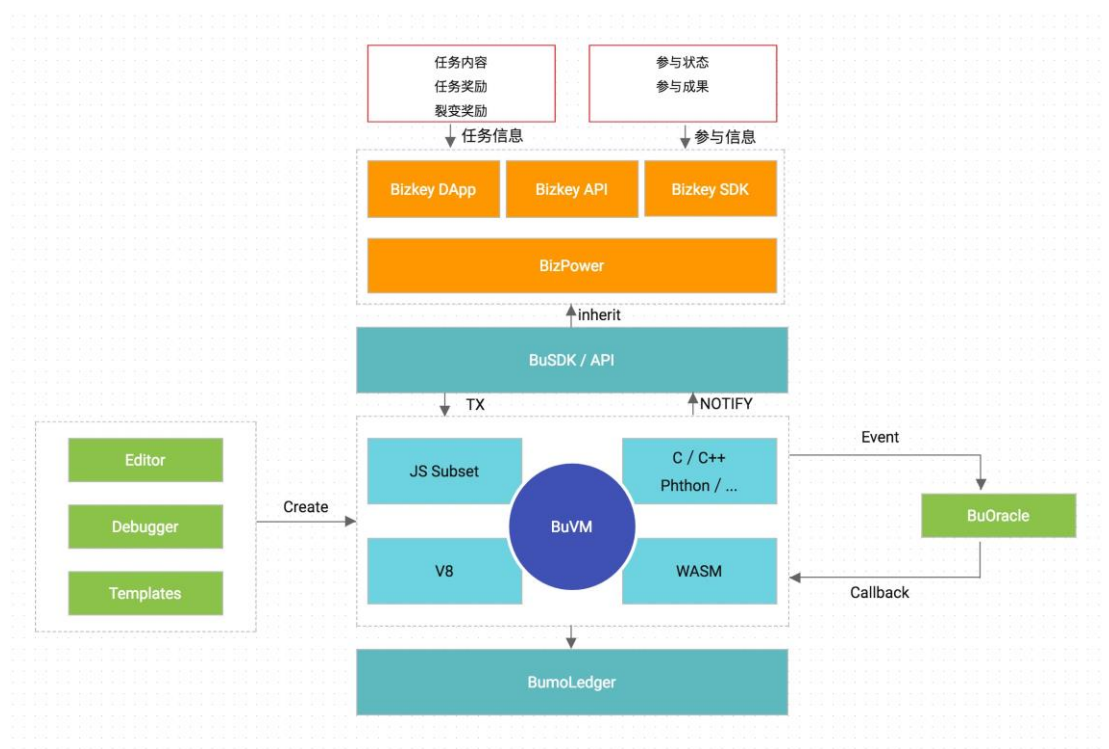 任务内容
任务奖励
裂变奖励
参与状态
参与成果
任务信息
参与信息
Bizkey DApp
Bizkey API
Bizkey SDK
BizPower
inherit
BuSDK / API
TX
NOTIFY
Editor
Debugger
Templates
Create
JS Subset
C / C++
Phthon / ...
BuVM
V8
WASM
Event
BuOracle
Callback
BumoLedger